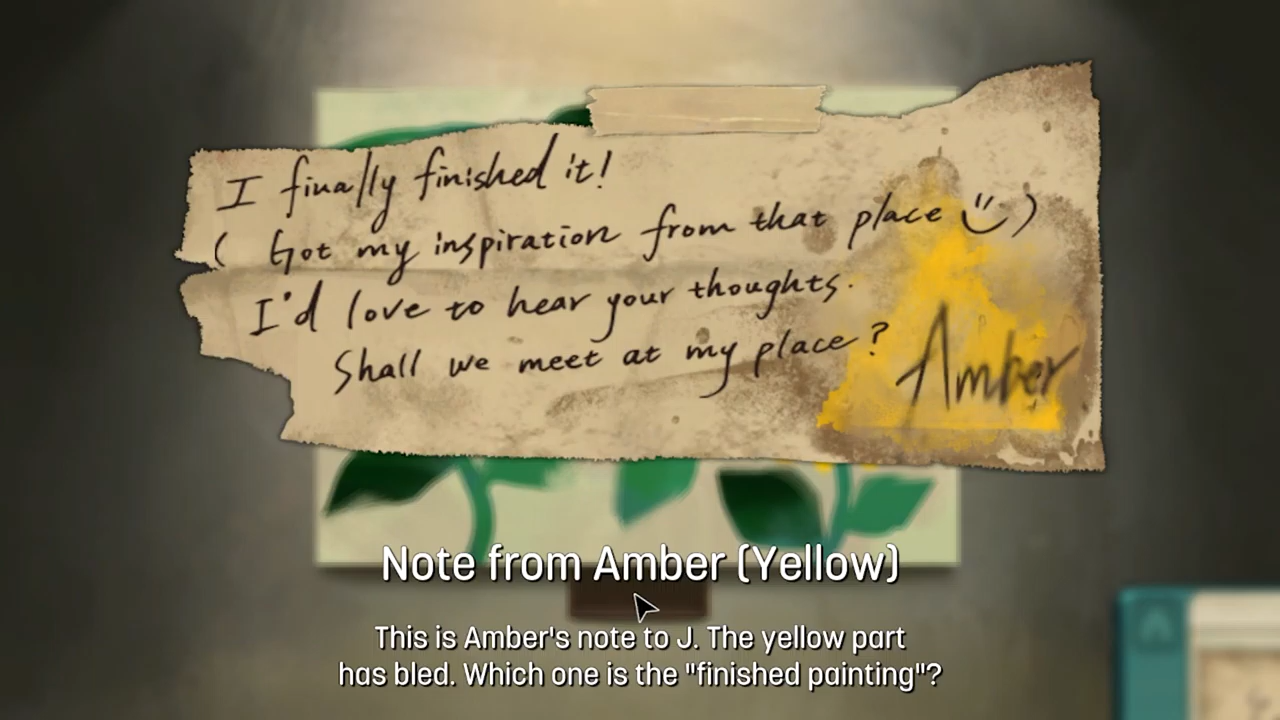 I finally finished it!
( Got my inspiration from that place )
I'd love to hear your thoughts.
Shall we meet at my place?
Amber
Note from Amber (Yellow)
This is Amber's note to J. The yellow part
has bled. Which one is the "finished painting"?